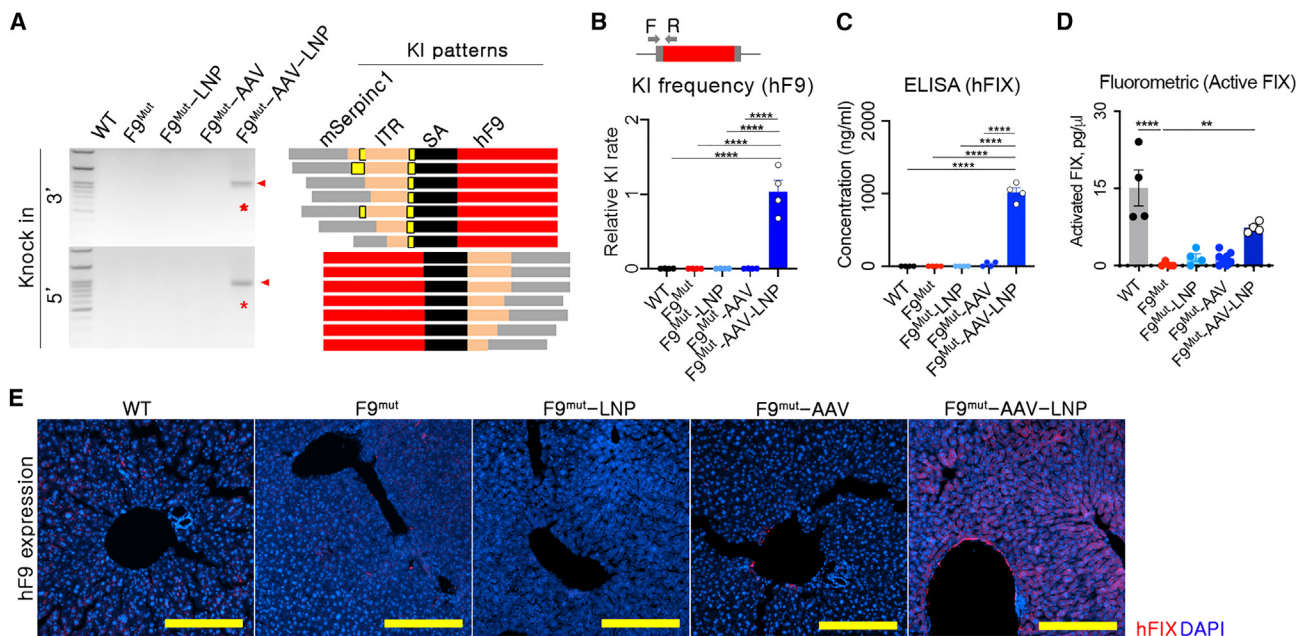 A
WT
F9Mut
F9Mut-LNP
F9Mut-AAV
F9Mut-AAV-LNP
Knock in
3'
5'
*
*
KI patterns
mSerpinc1
ITR
SA
hF9
B
F R
KI frequency (hF9)
Relative KI rate
2
1
0
****
****
****
****
WT
F9Mut
F9Mut-LNP
F9Mut-AAV
F9Mut-AAV-LNP
C
ELISA (hFIX)
Concentration (ng/ml)
2000
1000
0
****
****
****
****
WT
F9Mut
F9Mut-LNP
F9Mut-AAV
F9Mut-AAV-LNP
D
Fluorometric (Active FIX)
Activated FIX, pg/µl
30
15
0
**** **
WT
F9Mut
F9Mut-LNP
F9Mut-AAV
F9Mut-AAV-LNP
E
WT F9mut F9mut-LNP F9mut-AAV F9mut-AAV-LNP
hF9 expression
hFIX DAPI